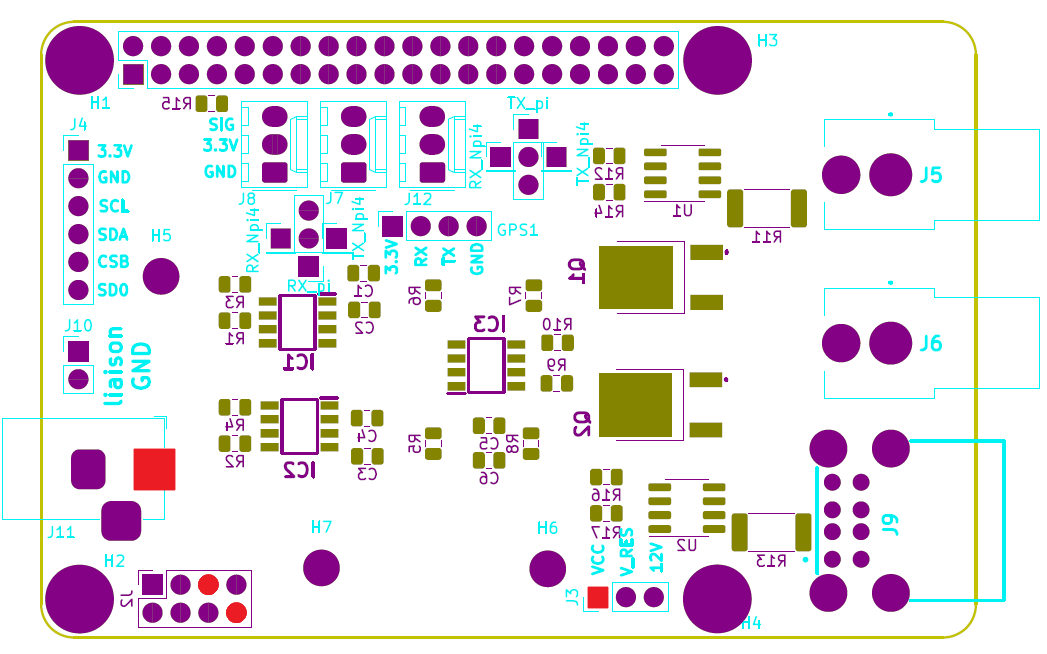 H3
TX_pi
H1
R15
J4
SIG
3.3V
3.3V
GND
GND
RX_Npi4
TX_Npi4
R12
J5
SCL
J8
J7
J12
R14
U1
SDA
H5
RX_Npi4
TX_Npi4
GPS1
R11
CSB
3.3V
RX
TX
GND
Q1
SD0
RX_pi
R3
C1
R6
R7
J10
R1
C2
IC3
R10
liaison
GND
IC1
R9
J6
R4
C4
C5
Q2
R2
R5
R8
IC2
C3
C6
R16
J11
H7
H6
R17
U2
J9
H2
VCC
V_RES
12V
R13
J2
J3
H4